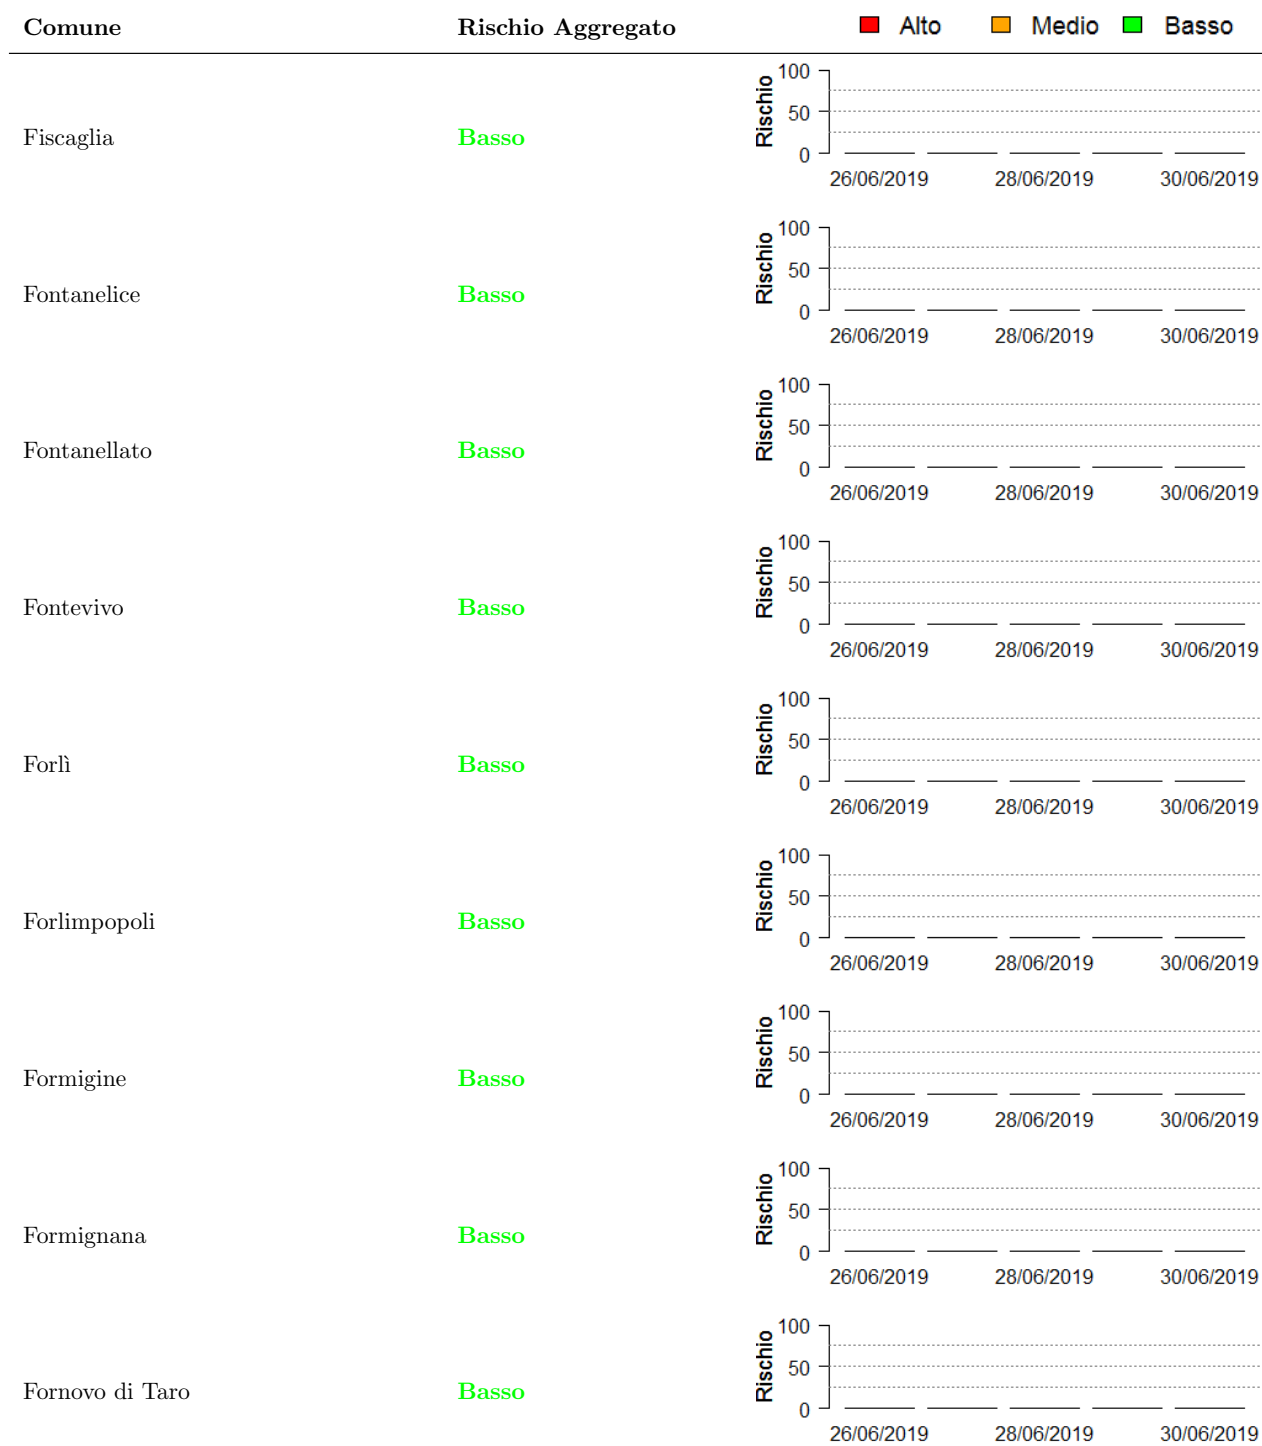 Comune Rischio Aggregato Alto Medio Basso
Fiscaglia Basso Rischio 100 50 0
26/06/2019 28/06/2019 30/06/2019
Fontanelice Basso Rischio 100 50 0
26/06/2019 28/06/2019 30/06/2019
Fontanellato Basso Rischio 100 50 0
26/06/2019 28/06/2019 30/06/2019
Fontevivo Basso Rischio 100 50 0
26/06/2019 28/06/2019 30/06/2019
Forlì Basso Rischio 100 50 0
26/06/2019 28/06/2019 30/06/2019
Forlimpopoli Basso Rischio 100 50 0
26/06/2019 28/06/2019 30/06/2019
Formigine Basso Rischio 100 50 0
26/06/2019 28/06/2019 30/06/2019
Formignana Basso Rischio 100 50 0
26/06/2019 28/06/2019 30/06/2019
Fornovo di Taro Basso Rischio 100 50 0
26/06/2019 28/06/2019 30/06/2019